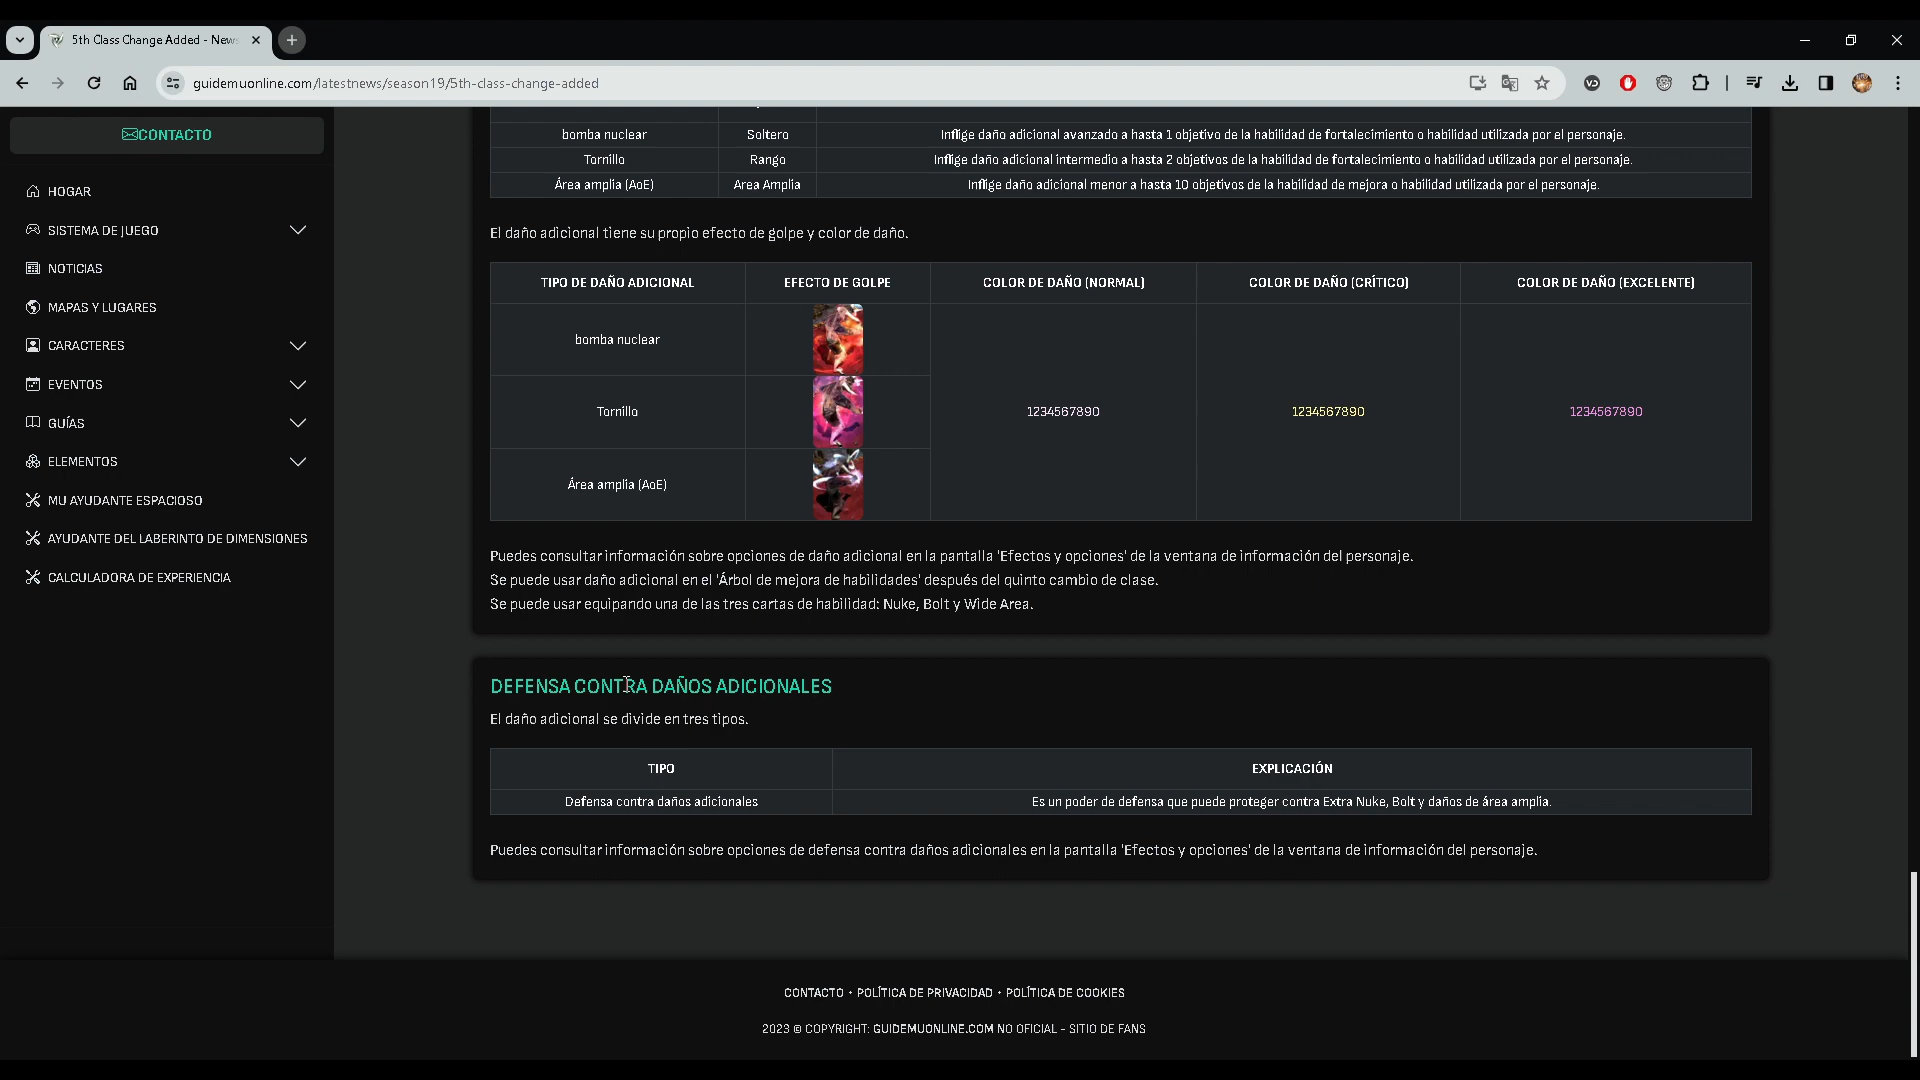 5th Class Change Added - New
guidemuonline.com/latestnews/season19/5th-class-change-added
CONTACTO
HOGAR
SISTEMA DE JUEGO
NOTICIAS
MAPAS Y LUGARES
CARACTERES
EVENTOS
GUÍAS
ELEMENTOS
MU AYUDANTE ESPACIOSO
AYUDANTE DEL LABERINTO DE DIMENSIONES
CALCULADORA DE EXPERIENCIA
bomba nuclear Soltero Inflige daño adicional avanzado a hasta 1 objetivo de la habilidad de fortalecimiento o habilidad utilizada por el personaje.
Tornillo Rango Inflige daño adicional intermedio a hasta 2 objetivos de la habilidad de fortalecimiento o habilidad utilizada por el personaje.
Área amplia (AoE) Area Amplia Inflige daño adicional menor a hasta 10 objetivos de la habilidad de mejora o habilidad utilizada por el personaje.
El daño adicional tiene su propio efecto de golpe y color de daño.
TIPO DE DAÑO ADICIONAL EFECTO DE GOLPE COLOR DE DAÑO (NORMAL) COLOR DE DAÑO (CRÍTICO) COLOR DE DAÑO (EXCELENTE)
bomba nuclear
Tornillo 1234567890 1234567890 1234567890
Área amplia (AoE)
Puedes consultar información sobre opciones de daño adicional en la pantalla 'Efectos y opciones' de la ventana de información del personaje.
Se puede usar daño adicional en el 'Árbol de mejora de habilidades' después del quinto cambio de clase.
Se puede usar equipando una de las tres cartas de habilidad: Nuke, Bolt y Wide Area.
DEFENSA CONTRA DAÑOS ADICIONALES
El daño adicional se divide en tres tipos.
TIPO EXPLICACIÓN
Defensa contra daños adicionales Es un poder de defensa que puede proteger contra Extra Nuke, Bolt y daños de área amplia.
Puedes consultar información sobre opciones de defensa contra daños adicionales en la pantalla 'Efectos y opciones' de la ventana de información del personaje.
CONTACTO • POLÍTICA DE PRIVACIDAD • POLÍTICA DE COOKIES
2023 © COPYRIGHT: GUIDEMUONLINE.COM NO OFICIAL - SITIO DE FANS